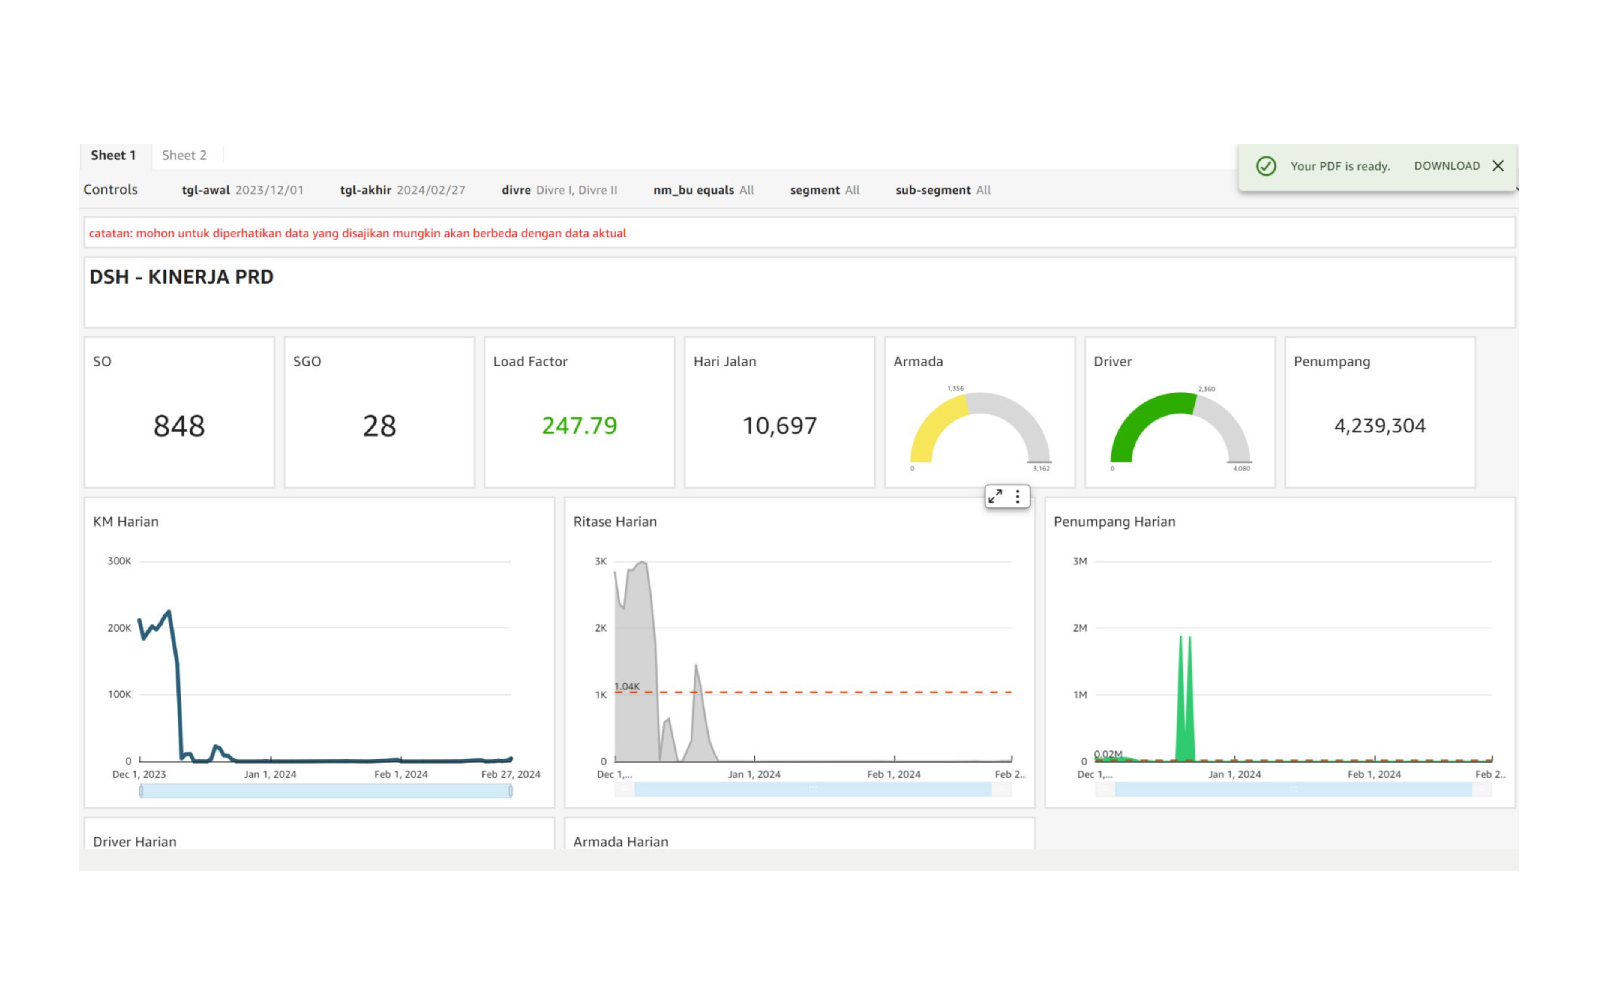 Sheet 1 Sheet 2
Your PDF is ready. DOWNLOAD
Controls tgl-awal 2023/12/01 tgl-akhir 2024/02/27 divre Divre I, Divre II nm_bu equals All segment All sub-segment All
catatan: mohon untuk diperhatikan data yang disajikan mungkin akan berbeda dengan data aktual
DSH - KINERJA PRD
SO
848
SGO
28
Load Factor
247.79
Hari Jalan
10,697
Armada
1,556
0 3,162
Driver
2,360
0 4,080
Penumpang
4,239,304
KM Harian
300K
200K
100K
0
Dec 1, 2023 Jan 1, 2024 Feb 1, 2024 Feb 27, 2024
Ritase Harian
3K
2K
1.04K
1K
0
Dec 1,... Jan 1, 2024 Feb 1, 2024 Feb 2..
Penumpang Harian
3M
2M
1M
0.02M
0
Dec 1,... Jan 1, 2024 Feb 1, 2024 Feb 2..
Driver Harian
Armada Harian